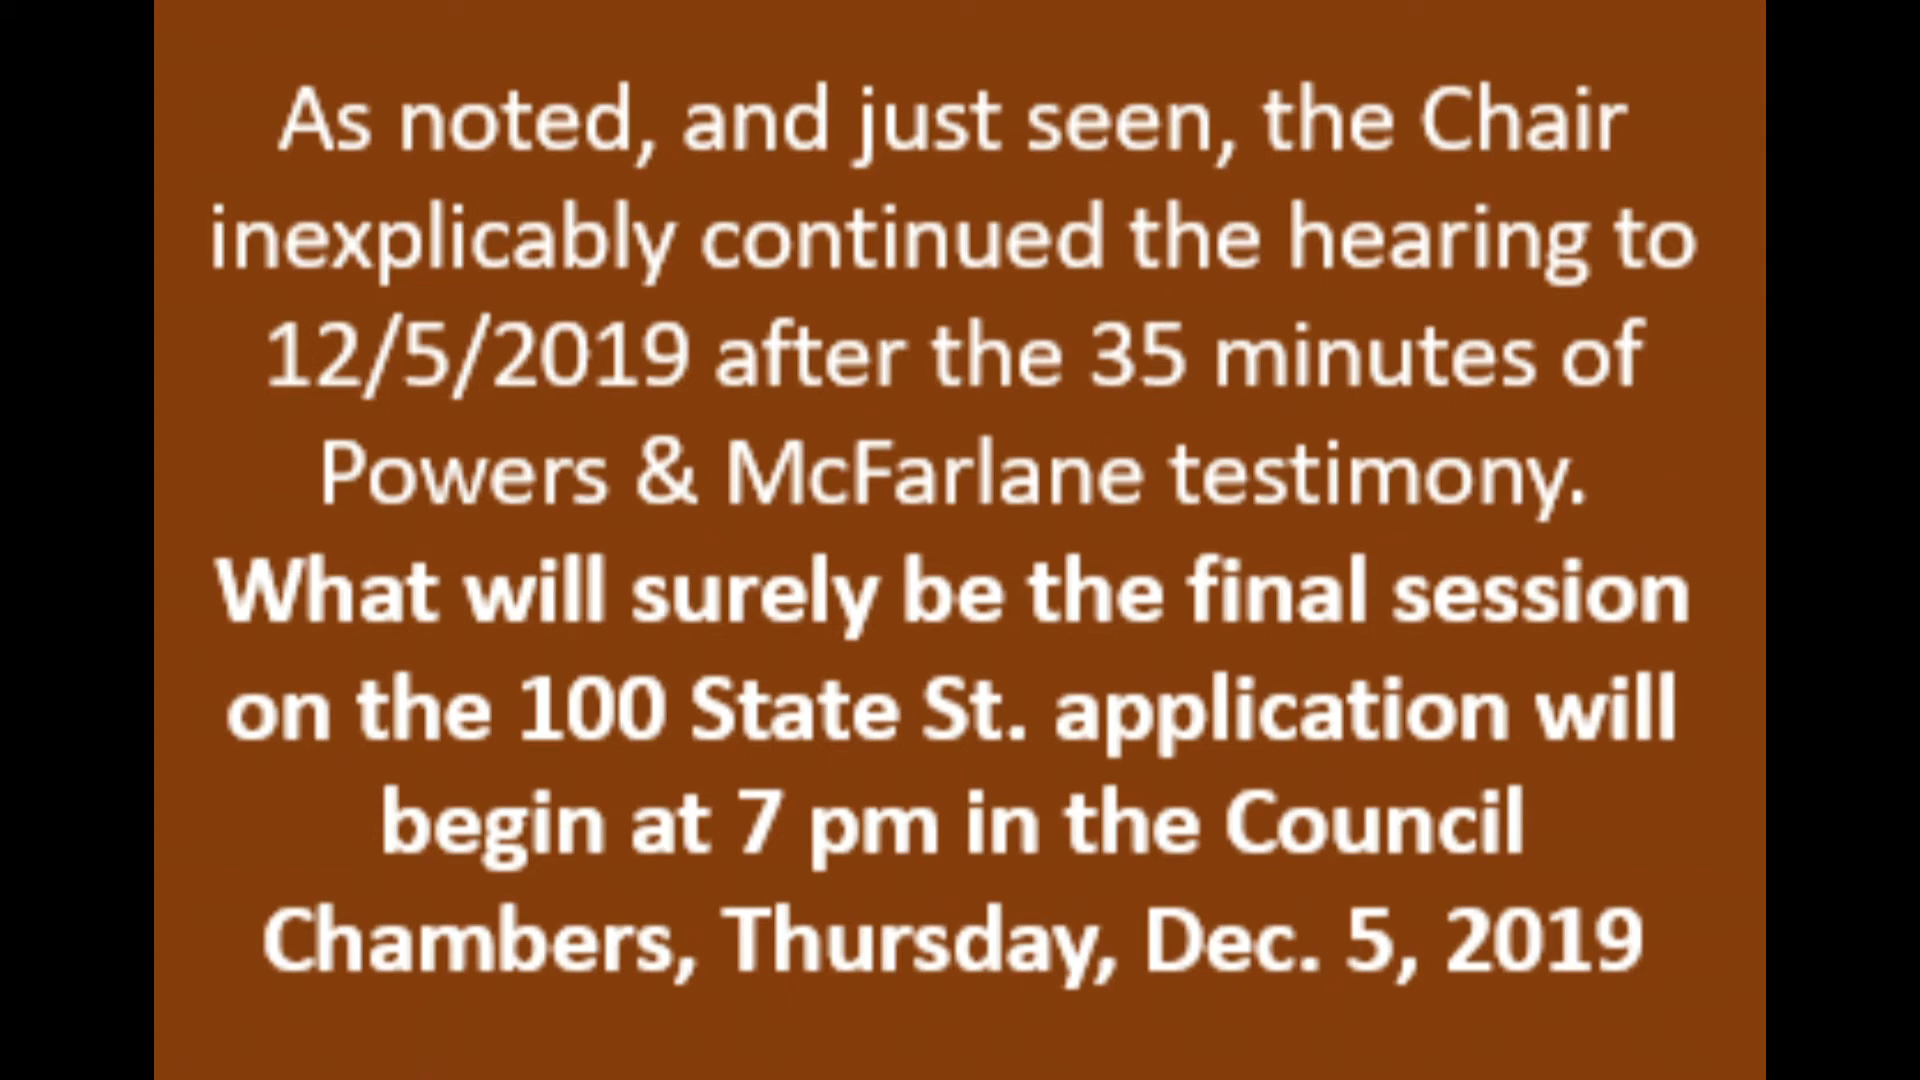 As noted, and just seen, the Chair
inexplicably continued the hearing to
12/5/2019 after the 35 minutes of
Powers & McFarlane testimony.
What will surely be the final session
on the 100 State St. application will
begin at 7 pm in the Council
Chambers, Thursday, Dec. 5, 2019